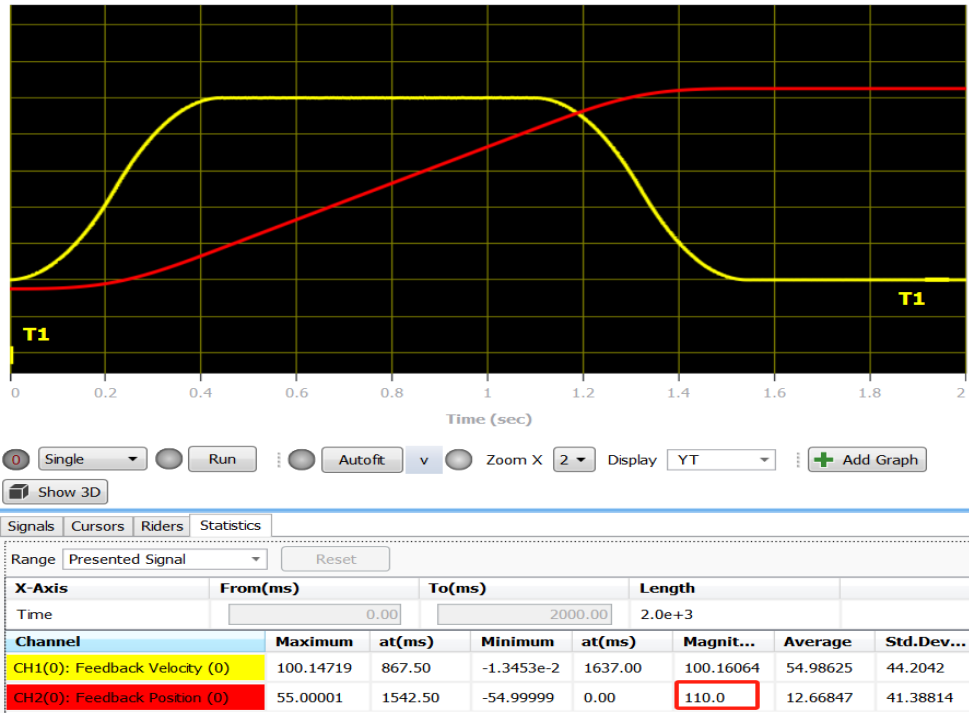 T1
T1
0 0.2 0.4 0.6 0.8 1 1.2 1.4 1.6 1.8 2
Time (sec)
0 Single Run Autofit v Zoom X 2 Display YT Add Graph
Show 3D
Signals Cursors Riders Statistics
Range Presented Signal Reset
X-Axis From(ms) To(ms) Length
Time 0.00 2000.00 2.0e+3
Channel Maximum at(ms) Minimum at(ms) Magnit... Average Std.Dev...
CH1(0): Feedback Velocity (0) 100.14719 867.50 -1.3453e-2 1637.00 100.16064 54.98625 44.2042
CH2(0): Feedback Position (0) 55.00001 1542.50 -54.99999 0.00 110.0 12.66847 41.38814